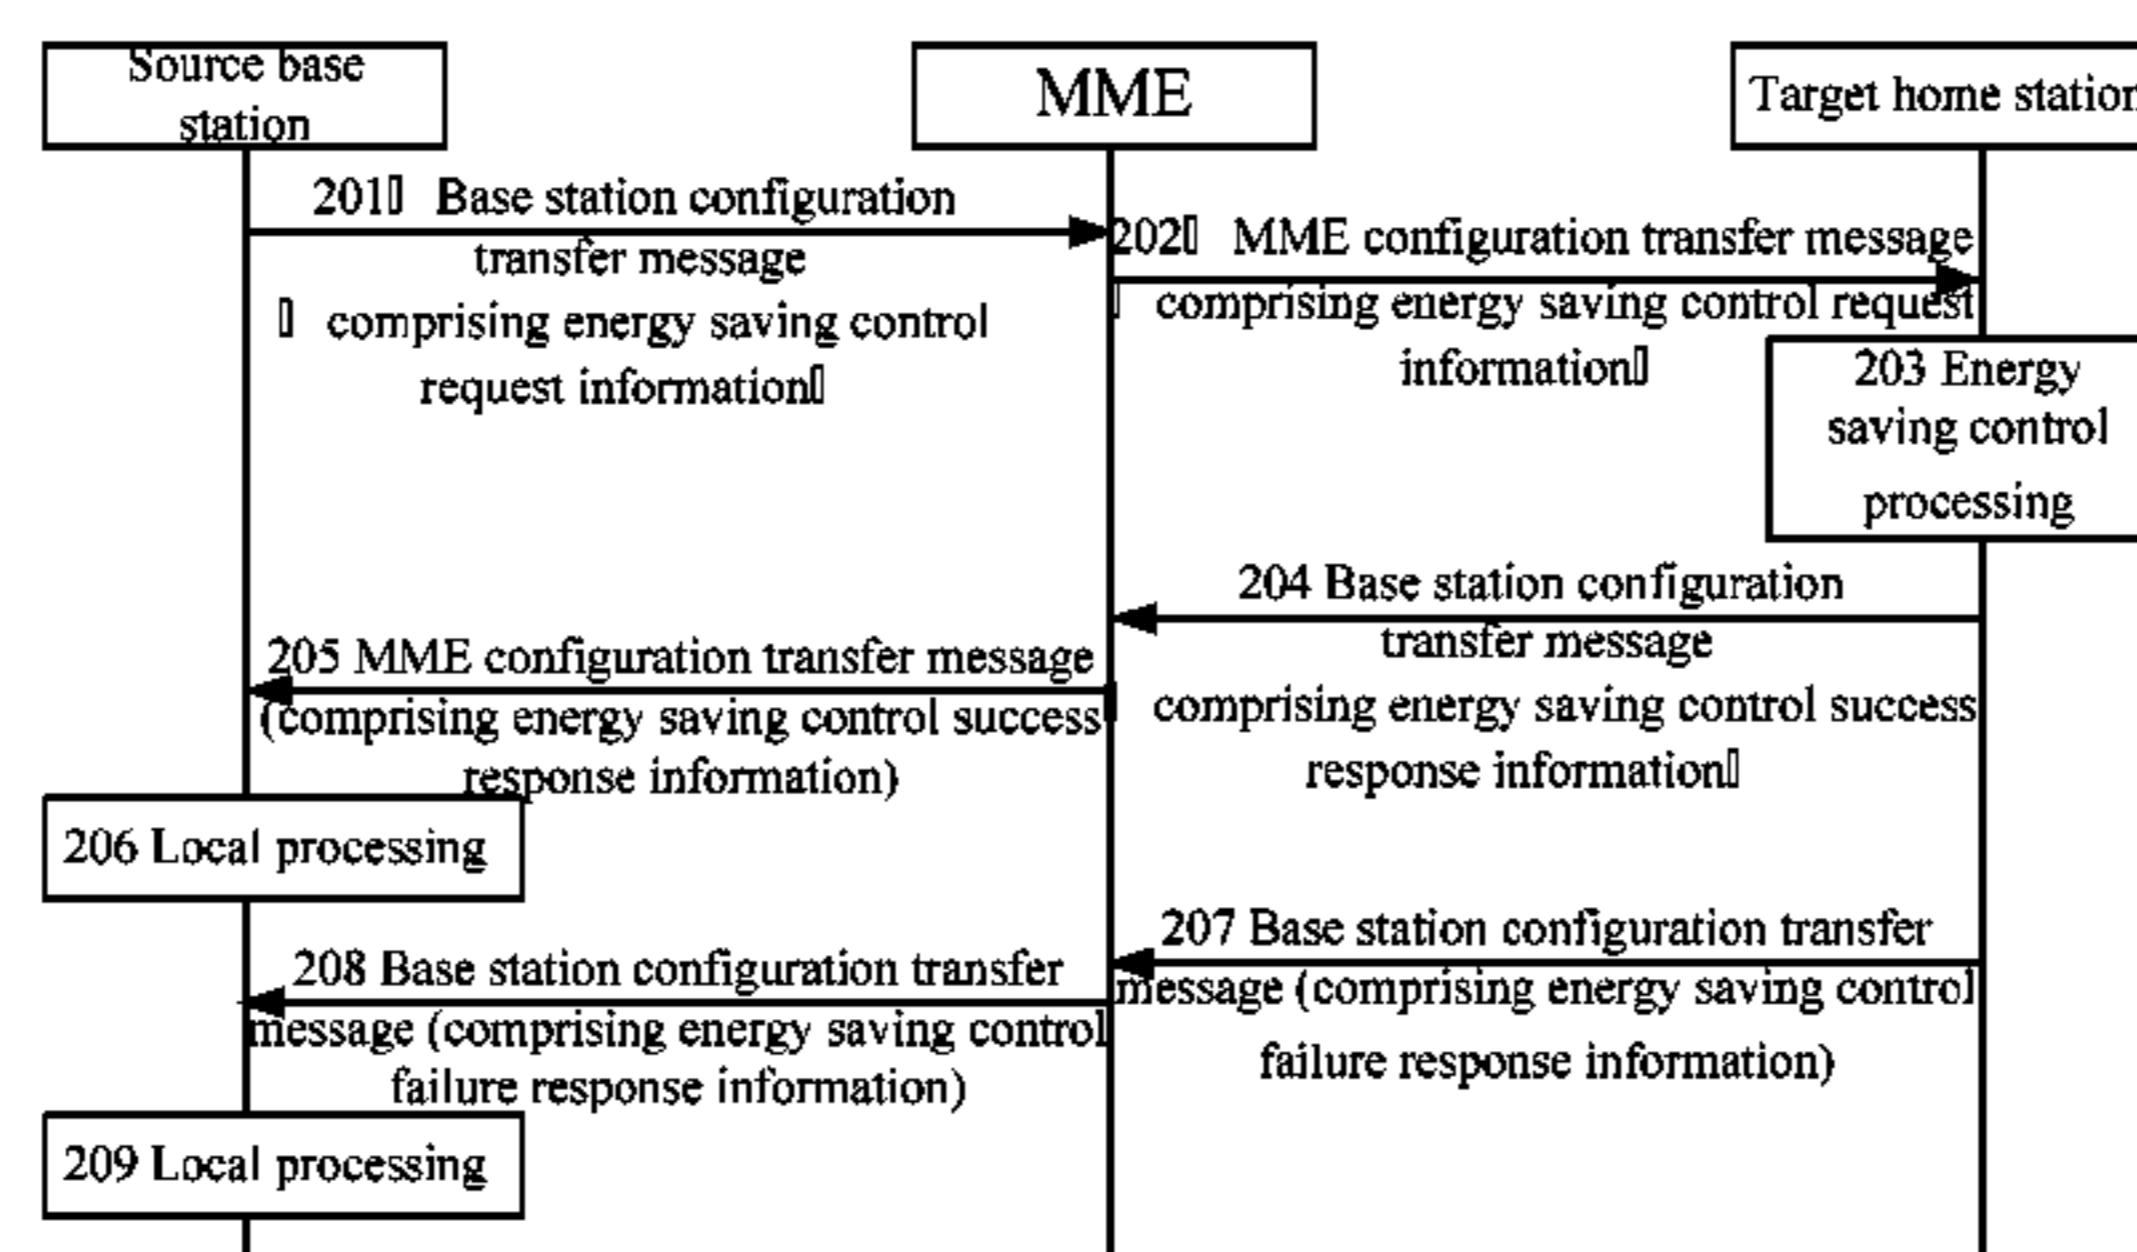 Source base
station
MME
Target home station
201▯ Base station configuration
transfer message
▯ comprising energy saving control
request information▯
202▯ MME configuration transfer message
▯ comprising energy saving control request
information▯
203 Energy
saving control
processing
204 Base station configuration
transfer message
▯ comprising energy saving control success
response information▯
205 MME configuration transfer message
(comprising energy saving control success
response information)
206 Local processing
207 Base station configuration transfer
message (comprising energy saving control
failure response information)
208 Base station configuration transfer
message (comprising energy saving control
failure response information)
209 Local processing